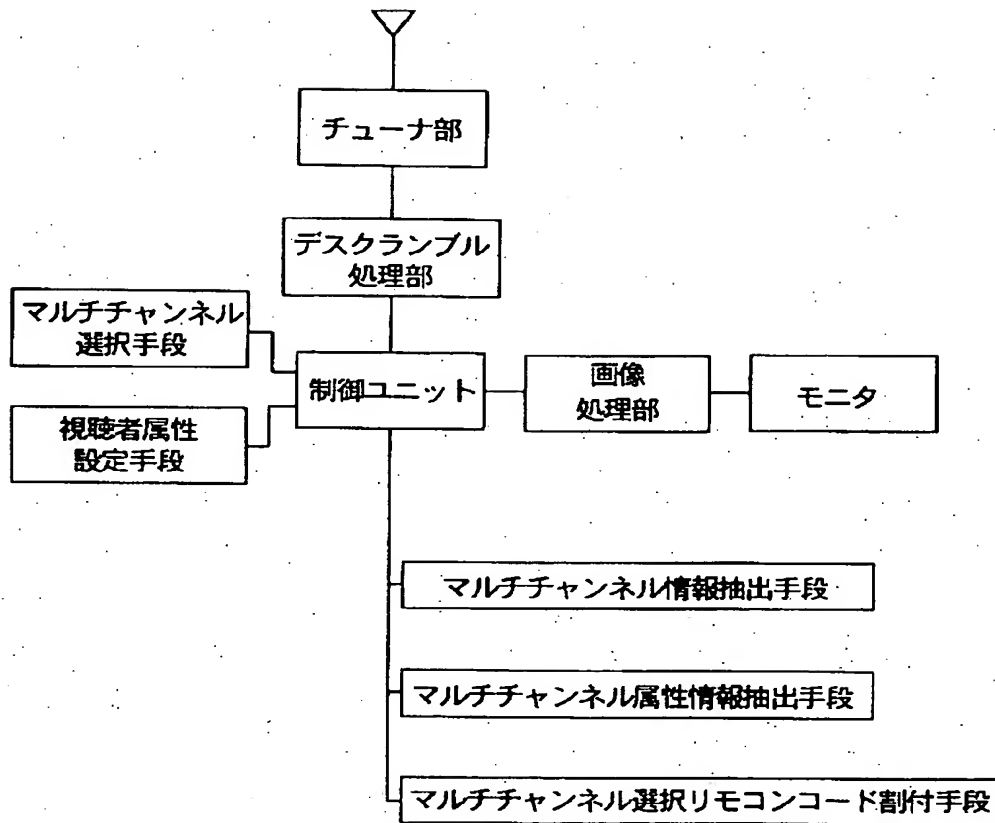 チューナ部
デスクランブル
処理部
マルチチャンネル
選択手段
制御ユニット
画像
処理部
モニタ
視聴者属性
設定手段
マルチチャンネル情報抽出手段
マルチチャンネル属性情報抽出手段
マルチチャンネル選択リモコンコード割付手段